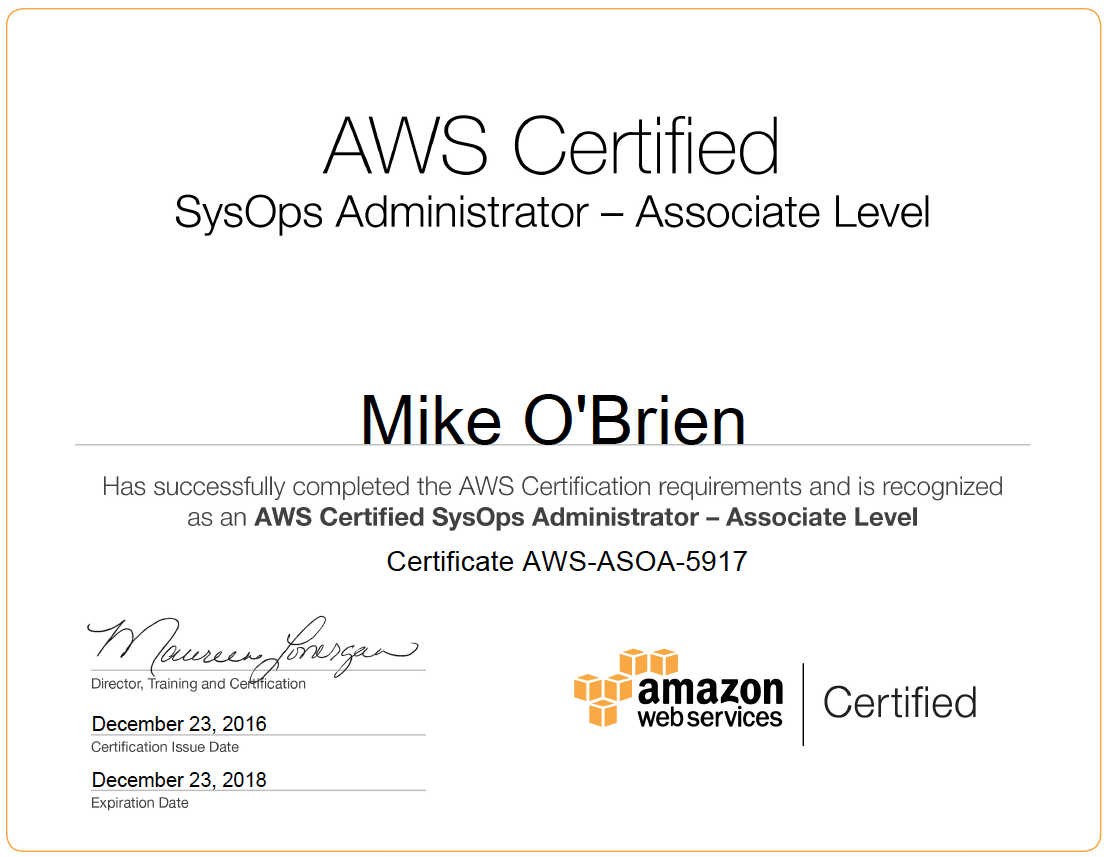 AWS Certified
SysOps Administrator – Associate Level
Mike O'Brien
Has successfully completed the AWS Certification requirements and is recognized
as an AWS Certified SysOps Administrator – Associate Level
Certificate AWS-ASOA-5917
Maureen Lonergan
Director, Training and Certification
December 23, 2016
Certification Issue Date
December 23, 2018
Expiration Date
amazon
web services
Certified